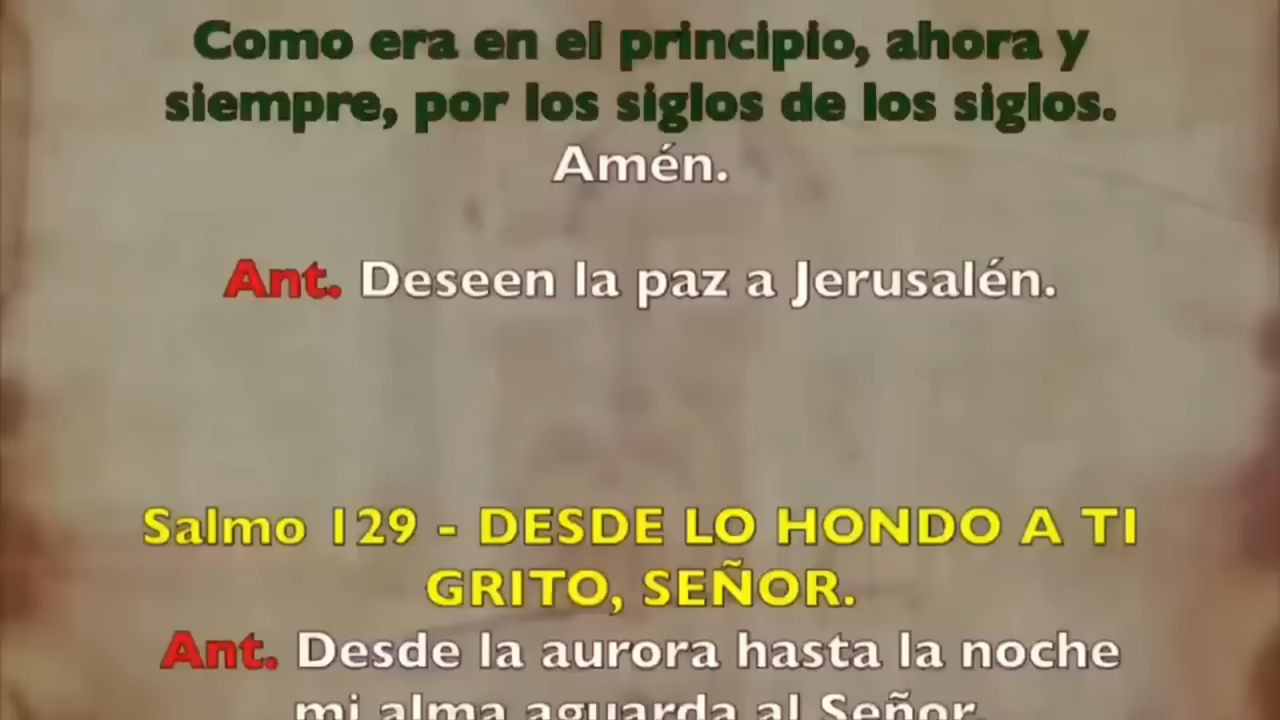 Como era en el principio, ahora y
siempre, por los siglos de los siglos.
Amén.
Ant. Deseen la paz a Jerusalén.
Salmo 129 - DESDE LO HONDO A TI
GRITO, SEÑOR.
Ant. Desde la aurora hasta la noche
mi alma aguarda al Señor.